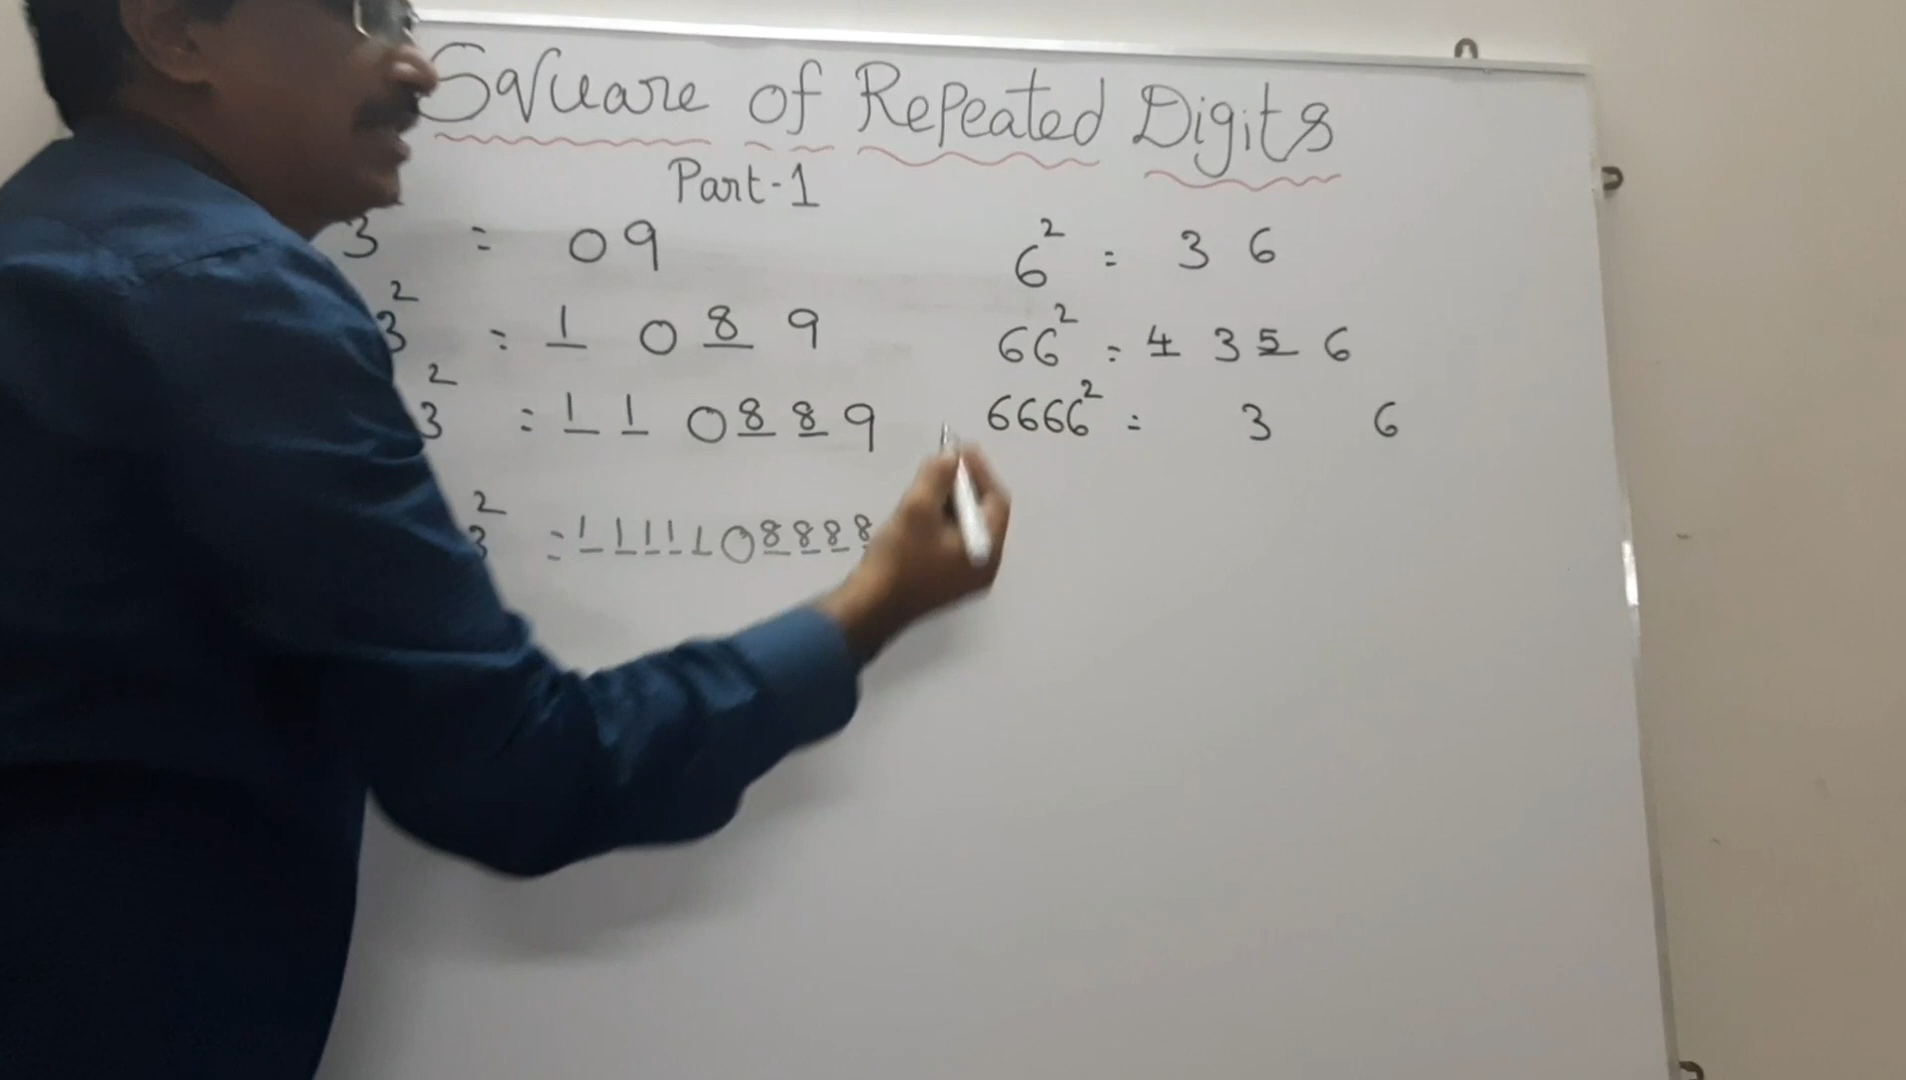 Square of Repeated Digits
Part-1
3 = 09
3² = 1 0 8 9
3² = 1 1 0 8 8 9
3² = 1 1 1 1 1 0 8 8 8 8
6² = 3 6
66² = 4 3 5 6
6666² = 3 6